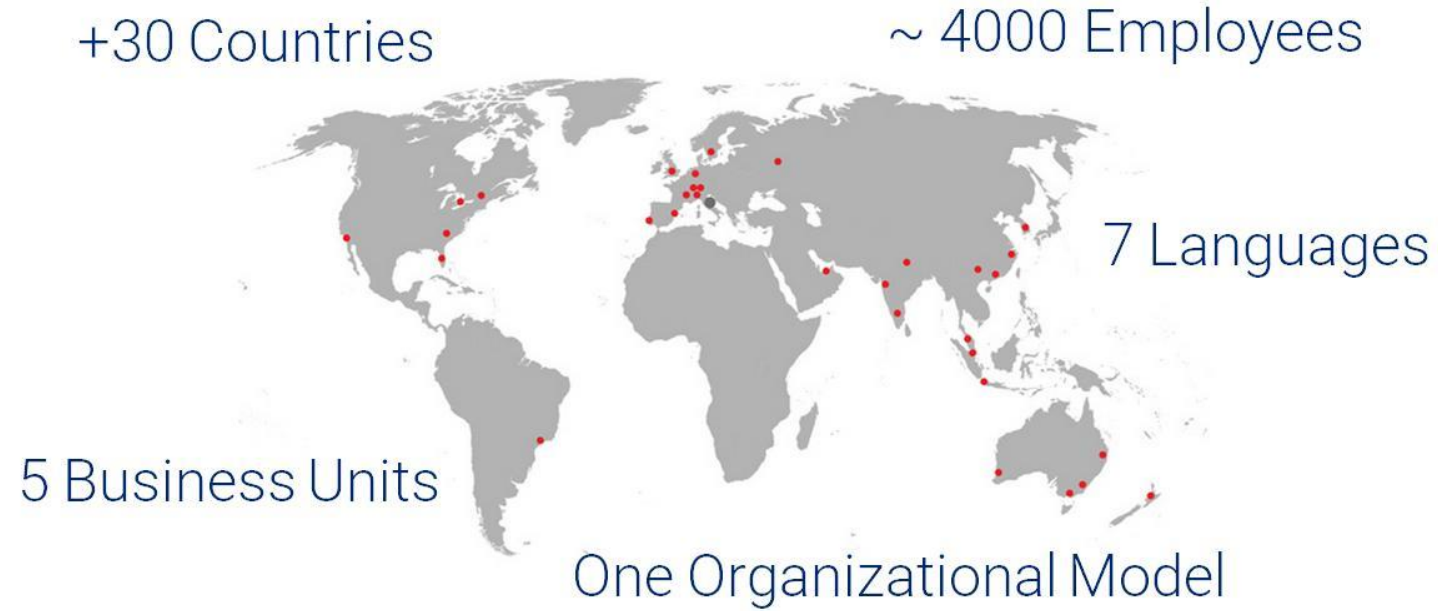 +30 Countries
~ 4000 Employees
7 Languages
5 Business Units
One Organizational Model